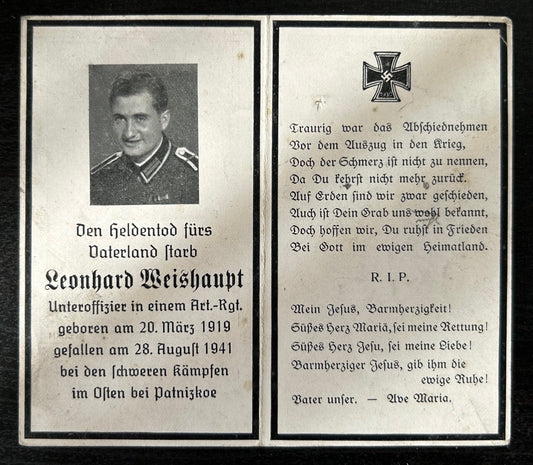 Den Heldentod fürs
Vaterland starb
Leonhard Weishaupt
Unteroffizier in einem Art.-Rgt.
geboren am 20. März 1919
gefallen am 28. August 1941
bei den schweren Kämpfen
im Osten bei Patnizkoe
Traurig war das Abschiednehmen
Vor dem Auszug in den Krieg,
Doch der Schmerz ist nicht zu nennen,
Da Du kehrst nicht mehr zurück.
Auf Erden sind wir zwar geschieden,
Auch ist Dein Grab uns wohl bekannt,
Doch hoffen wir, Du ruhst in Frieden
Bei Gott im ewigen Heimatland.
R. I. P.
Mein Jesus, Barmherzigkeit!
Süßes Herz Mariä, sei meine Rettung!
Süßes Herz Jesu, sei meine Liebe!
Barmherziger Jesus, gib ihm die
ewige Ruhe!
Vater unser. — Ave Maria.